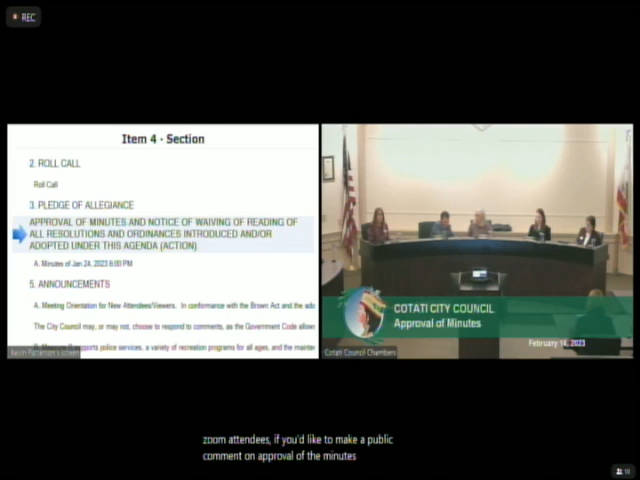 REC
Item 4 - Section
2. ROLL CALL
Roll Call
3. PLEDGE OF ALLEGIANCE
APPROVAL OF MINUTES AND NOTICE OF WAIVING OF READING OF
ALL RESOLUTIONS AND ORDINANCES INTRODUCED AND/OR
ADOPTED UNDER THIS AGENDA (ACTION)
A. Minutes of Jan 24, 2023 6:00 PM
5. ANNOUNCEMENTS
A. Meeting Orientation for New Attendees/Viewers. In conformance with the Brown Act and the
The City Council may, or may not, choose to respond to comments, as the Government Code allows
supports police services, a variety of recreation programs for all ages, and the
screen
COTATI CITY COUNCIL
Approval of Minutes
February 14, 2023
Cotati Council Chambers
zoom attendees, if you'd like to make a public
comment on approval of the minutes